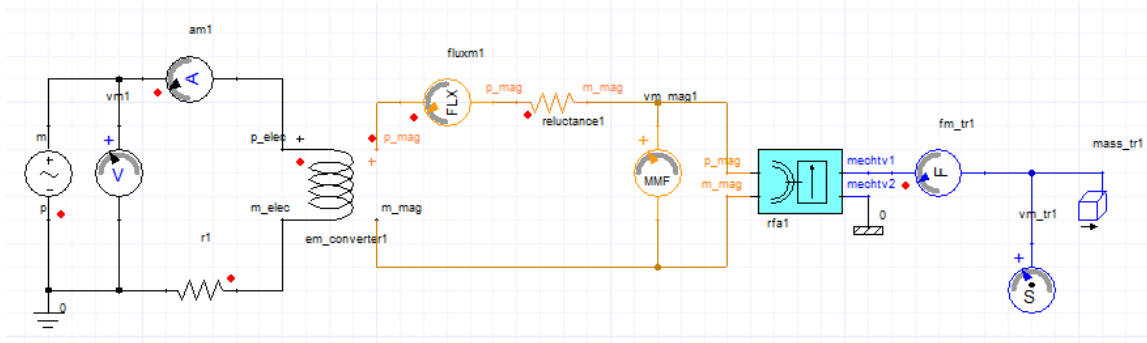 am1
A
fluxm1
FLX
p_mag
m_mag
reluctance1
vm_mag1
vm1
+
V
m
+
~
-
p
0
r1
p_elec
+
m_elec
em_converter1
p_mag
+
m_mag
+
MMF
p_mag
m_mag
mechtv1
mechtv2
rfa1
0
fm_tr1
F
mass_tr1
vm_tr1
+
S